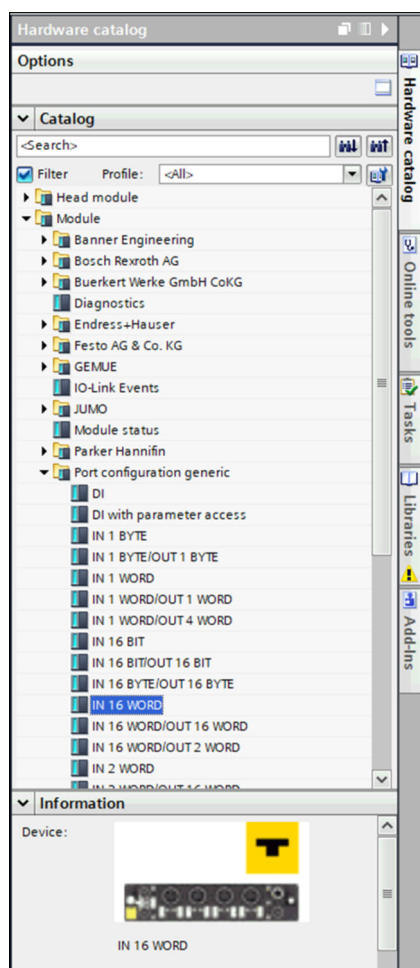 Hardware catalog
Options
Catalog
<Search>
Filter Profile: <All>
Head module
Module
Banner Engineering
Bosch Rexroth AG
Buerkert Werke GmbH CoKG
Diagnostics
Endress+Hauser
Festo AG & Co. KG
GEMUE
IO-Link Events
JUMO
Module status
Parker Hannifin
Port configuration generic
DI
DI with parameter access
IN 1 BYTE
IN 1 BYTE/OUT 1 BYTE
IN 1 WORD
IN 1 WORD/OUT 1 WORD
IN 1 WORD/OUT 4 WORD
IN 16 BIT
IN 16 BIT/OUT 16 BIT
IN 16 BYTE/OUT 16 BYTE
IN 16 WORD
IN 16 WORD/OUT 16 WORD
IN 16 WORD/OUT 2 WORD
IN 2 WORD
IN 2 WORD/OUT 16 WORD
Information
Device:
IN 16 WORD
Hardware catalog
Online tools
Tasks
Libraries
Add-Ins